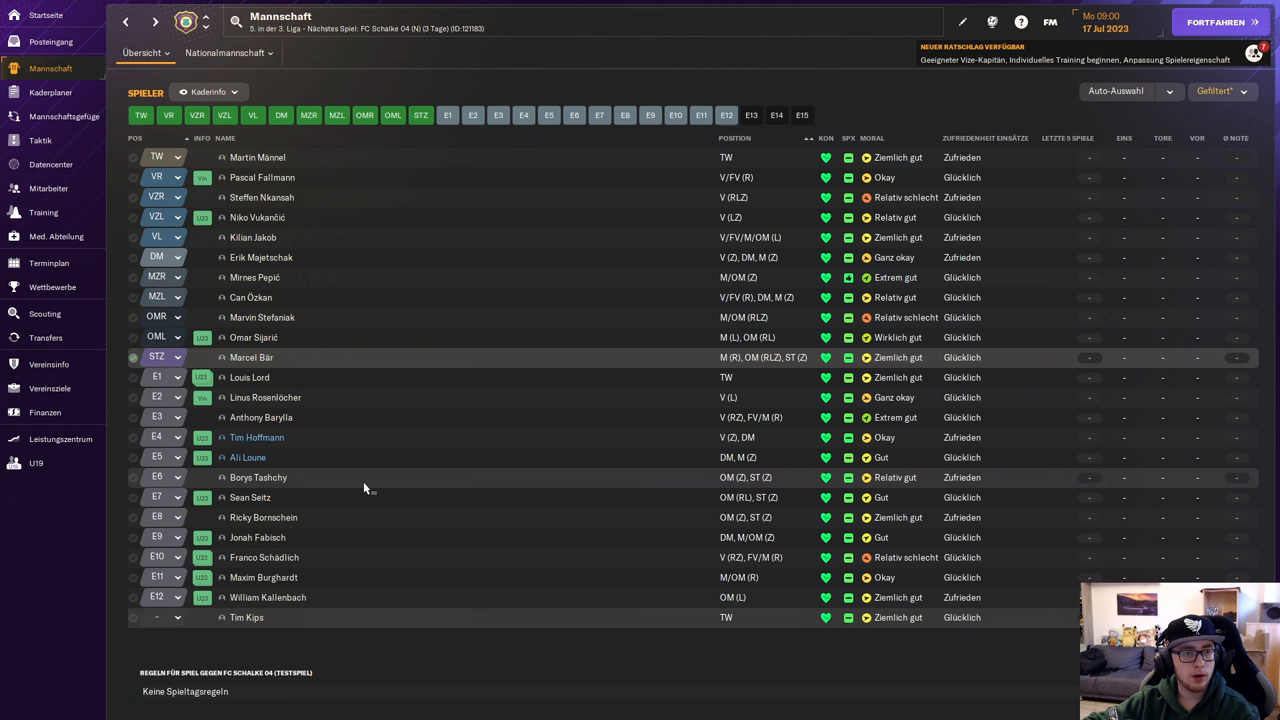 Startseite
Posteingang
Mannschaft
Kaderplaner
Mannschaftsgefüge
Taktik
Datencenter
Mitarbeiter
Training
Med. Abteilung
Terminplan
Wettbewerbe
Scouting
Transfers
Vereinsinfo
Vereinsziele
Finanzen
Leistungszentrum
U19
Mannschaft
5. in der 3. Liga - Nächstes Spiel: FC Schalke 04 (N) (3 Tage) (ID:121183)
FM
Mo 09:00
17 Jul 2023
FORTFAHREN
Übersicht Nationalmannschaft
NEUER RATSCHLAG VERFÜGBAR
Geeigneter Vize-Kapitän, Individuelles Training beginnen, Anpassung Spielereigenschaft
7
SPIELER Kaderinfo Auto-Auswahl Gefiltert*
TW VR VZR VZL VL DM MZR MZL OMR OML STZ E1 E2 E3 E4 E5 E6 E7 E8 E9 E10 E11 E12 E13 E14 E15
POS INFO NAME POSITION KON SPX MORAL ZUFRIEDENHEIT EINSÄTZE LETZTE 5 SPIELE EINS TORE VOR Ø NOTE
TW Martin Männel TW Ziemlich gut Zufrieden - - - - -
VR Vin Pascal Fallmann V/FV (R) Okay Glücklich - - - - -
VZR Steffen Nkansah V (RLZ) Relativ schlecht Zufrieden - - - - -
VZL U23 Niko Vukančić V (LZ) Relativ gut Glücklich - - - - -
VL Kilian Jakob V/FV/M/OM (L) Ziemlich gut Glücklich - - - - -
DM Erik Majetschak V (Z), DM, M (Z) Ganz okay Zufrieden - - - - -
MZR Mirnes Pepić M/OM (Z) Extrem gut Glücklich - - - - -
MZL Can Özkan V/FV (R), DM, M (Z) Relativ gut Glücklich - - - - -
OMR Marvin Stefaniak M/OM (RLZ) Relativ schlecht Zufrieden - - - - -
OML U23 Omar Sijarić M (L), OM (RL) Wirklich gut Glücklich - - - - -
STZ Marcel Bär M (R), OM (RLZ), ST (Z) Ziemlich gut Glücklich - - - - -
E1 U23 Louis Lord TW Ziemlich gut Glücklich - - - - -
E2 Vin Linus Rosenlöcher V (L) Ganz okay Glücklich - - - - -
E3 Anthony Barylla V (RZ), FV/M (R) Extrem gut Glücklich - - - - -
E4 U23 Tim Hoffmann V (Z), DM Okay Glücklich - - - - -
E5 U23 Ali Loune DM, M (Z) Gut Glücklich - - - - -
E6 Borys Tashchy OM (Z), ST (Z) Relativ gut Glücklich - - - - -
E7 U23 Sean Seitz OM (RL), ST (Z) Gut Glücklich - - - - -
E8 Ricky Bornschein OM (Z), ST (Z) Ziemlich gut Zufrieden - - - - -
E9 U23 Jonah Fabisch DM, M/OM (Z) Gut Glücklich - - - - -
E10 U23 Franco Schädlich V (RZ), FV/M (R) Relativ schlecht Glücklich - - - - -
E11 U23 Maxim Burghardt M/OM (R) Okay Glücklich - - - - -
E12 U23 William Kallenbach OM (L) Ziemlich gut Zufrieden
- Tim Kips TW Ziemlich gut Glücklich
REGELN FÜR SPIEL GEGEN FC SCHALKE 04 (TESTSPIEL)
Keine Spieltagsregeln